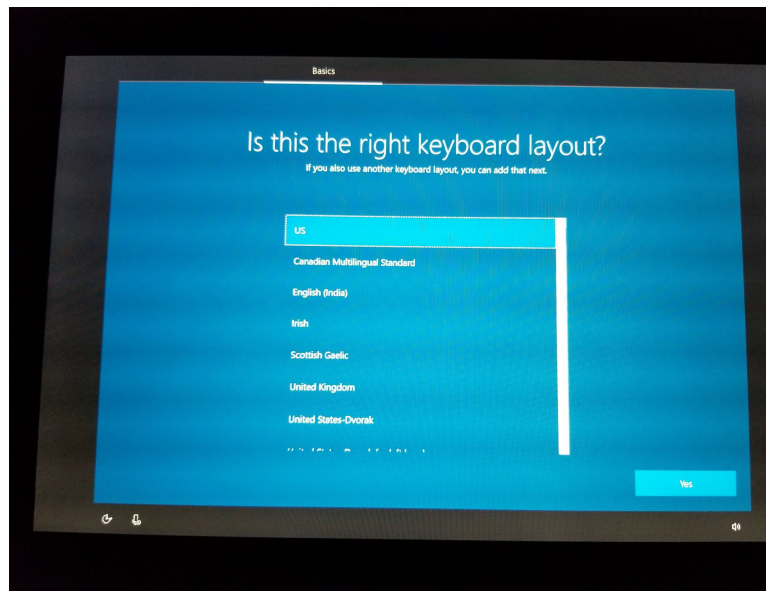 Basics
Is this the right keyboard layout?
If you also use another keyboard layout, you can add that next.
US
Canadian Multilingual Standard
English (India)
Irish
Scottish Gaelic
United Kingdom
United States-Dvorak
Yes